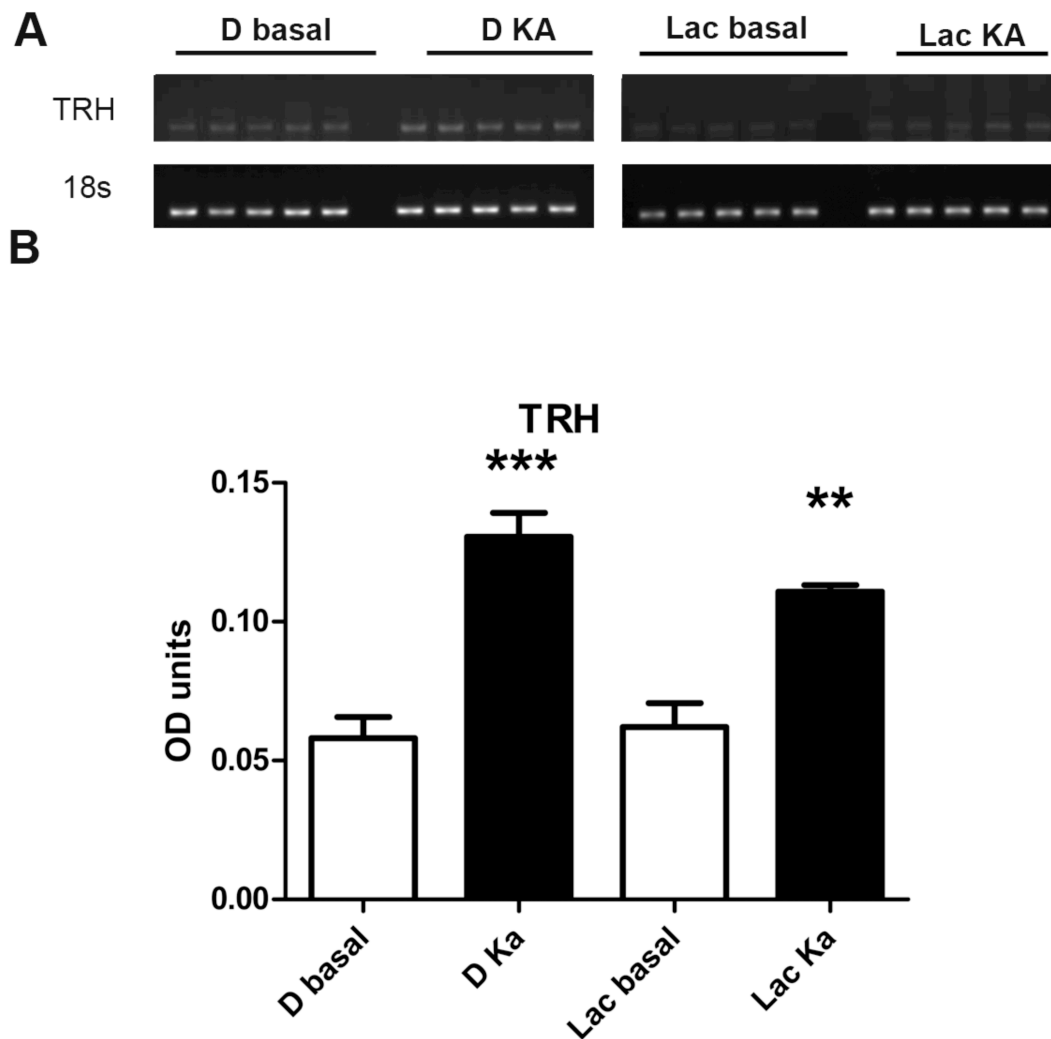 A
D basal D KA Lac basal Lac KA
TRH
18s
B
TRH
***
**
0.15
0.10
0.05
0.00
OD units
D basal
D Ka
Lac basal
Lac Ka